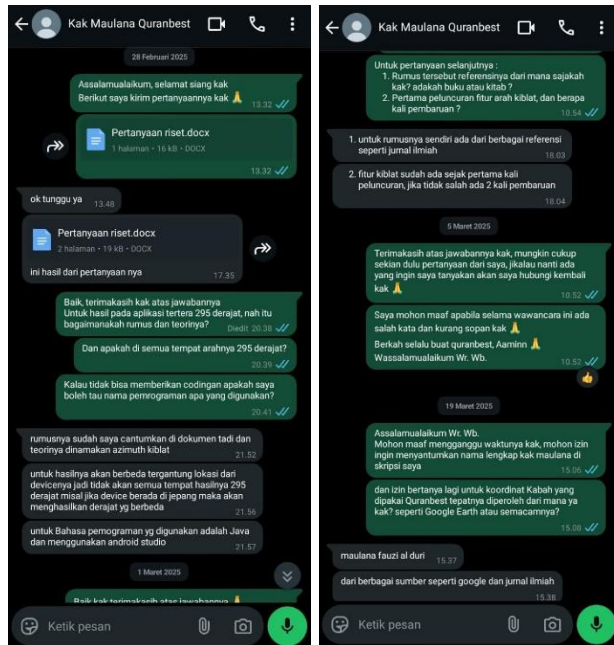 Kak Maulana Quranbest
28 Februari 2025
Assalamualaikum, selamat siang kak
Berikut saya kirim pertanyaannya kak 🙏
13.32
Pertanyaan riset.docx
1 halaman • 16 kB • DOCX
13.32
ok tunggu ya 13.48
Pertanyaan riset.docx
2 halaman • 19 kB • DOCX
ini hasil dari pertanyaan nya 17.35
Baik, terimakasih kak atas jawabannya
Untuk hasil pada aplikasi tertera 295 derajat, nah itu
bagaimanakah rumus dan teorinya? Diedit 20.38
Dan apakah di semua tempat arahnya 295 derajat?
20.39
Kalau tidak bisa memberikan codingan apakah saya
boleh tau nama pemrograman apa yang digunakan?
20.41
rumusnya sudah saya cantumkan di dokumen tadi dan
teorinya dinamakan azimuth kiblat 21.52
untuk hasilnya akan berbeda tergantung lokasi dari
devicenya jadi tidak akan semua tempat hasilnya 295
derajat misal jika device berada di jepang maka akan
menghasilkan derajat yg berbeda 21.56
untuk Bahasa pemograman yg digunakan adalah Java
dan menggunakan android studio 21.57
1 Maret 2025
Baik kak terimakasih atas jawabannya 🙏
Ketik pesan
Kak Maulana Quranbest
Untuk pertanyaan selanjutnya :
1. Rumus tersebut referensinya dari mana sajakah
kak? adakah buku atau kitab ?
2. Pertama peluncuran fitur arah kiblat, dan berapa
kali pembaruan ? 10.54
1. untuk rumusnya sendiri ada dari berbagai referensi
seperti jurnal ilmiah 18.03
2. fitur kiblat sudah ada sejak pertama kali
peluncuran, jika tidak salah ada 2 kali pembaruan
18.04
5 Maret 2025
Terimakasih atas jawabannya kak, mungkin cukup
sekian dulu pertanyaan dari saya, jikalau nanti ada
yang ingin saya tanyakan akan saya hubungi kembali
kak 🙏 10.52
Saya mohon maaf apabila selama wawancara ini ada
salah kata dan kurang sopan kak 🙏
Berkah selalu buat quranbest, Aaminn 🙏
Wassalamualaikum Wr. Wb. 10.52
👍
19 Maret 2025
Assalamualaikum Wr. Wb.
Mohon maaf mengganggu waktunya kak, mohon izin
ingin menyantumkan nama lengkap kak maulana di
skripsi saya 15.06
dan izin bertanya lagi untuk koordinat Kabah yang
dipakai Quranbest tepatnya diperoleh dari mana ya
kak? seperti Google Earth atau semacamnya?
15.08
maulana fauzi al duri 15.37
dari berbagai sumber seperti google dan jurnal ilmiah
15.38
Ketik pesan